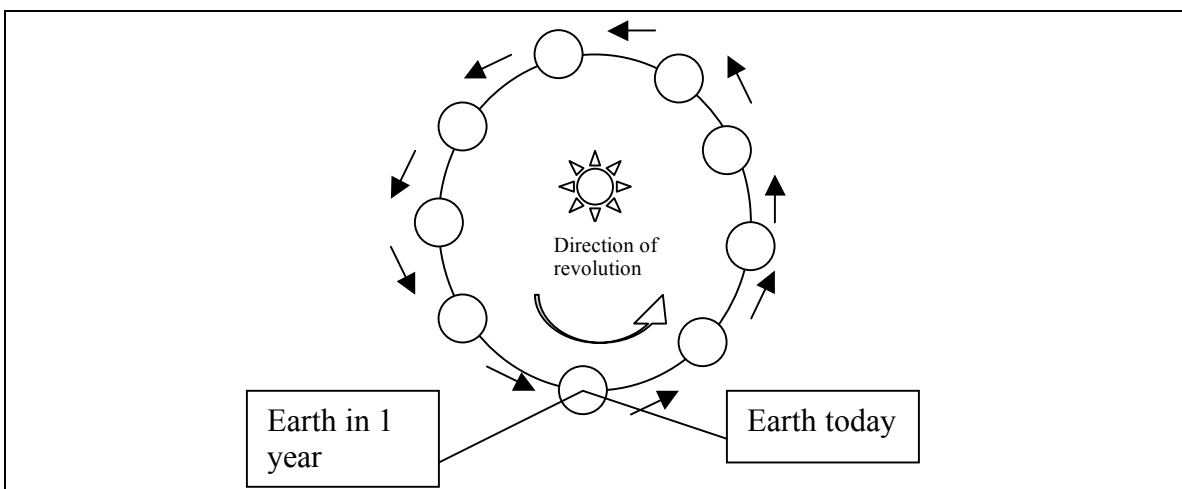 Direction of
revolution
Earth in 1
year
Earth today